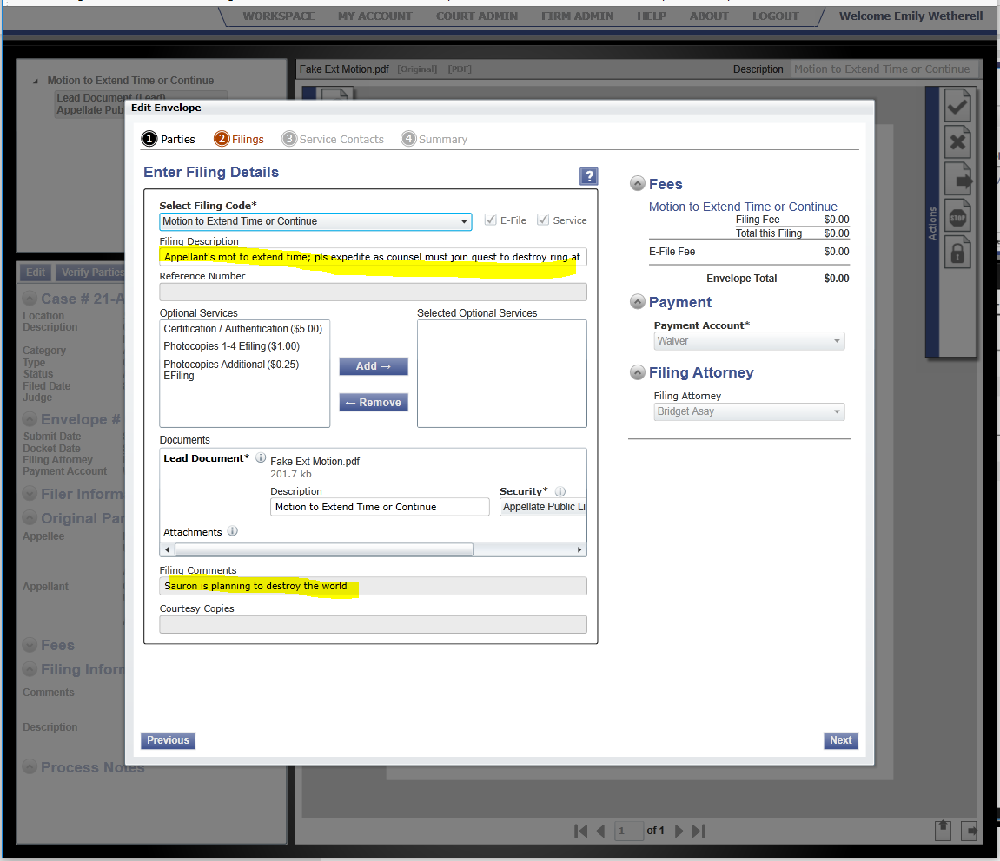 WORKSPACE MY ACCOUNT COURT ADMIN FIRM ADMIN HELP ABOUT LOGOUT Welcome Emily Wetherell
Fake Ext Motion.pdf [Original] [PDF] Description Motion to Extend Time or Continue
Motion to Extend Time or Continue
Lead Document (Lead)
Appellate Pub
Edit Envelope
1 Parties 2 Filings 3 Service Contacts 4 Summary
Enter Filing Details ?
Select Filing Code*
Motion to Extend Time or Continue E-File Service
Filing Description
Appellant's mot to extend time; pls expedite as counsel must join quest to destroy ring at
Reference Number
Optional Services Selected Optional Services
Certification / Authentication ($5.00)
Photocopies 1-4 Efiling ($1.00)
Photocopies Additional ($0.25)
EFiling
Add →
← Remove
Documents
Lead Document* Fake Ext Motion.pdf
201.7 kb
Description Security*
Motion to Extend Time or Continue Appellate Public Li
Attachments
Filing Comments
Sauron is planning to destroy the world
Courtesy Copies
Previous Next
Fees
Motion to Extend Time or Continue
Filing Fee $0.00
Total this Filing $0.00
E-File Fee $0.00
Envelope Total $0.00
Payment
Payment Account*
Waiver
Filing Attorney
Filing Attorney
Bridget Asay
Actions
STOP
Edit Verify Parties
Case # 21-A
Location
Description
Category
Type
Status
Filed Date
Judge
Envelope #
Submit Date
Docket Date
Filing Attorney
Payment Account
Filer Inform
Original Par
Appellee
Appellant
Fees
Filing Inform
Comments
Description
Process Notes
1 of 1